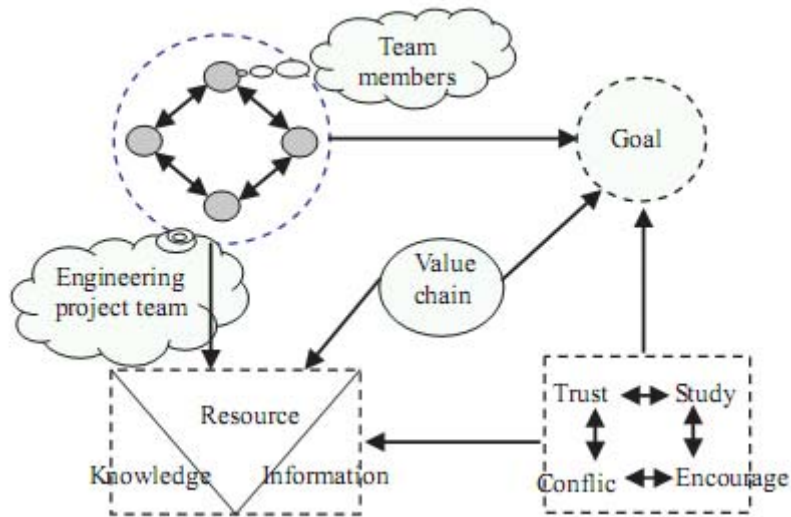 Team
members
Goal
Engineering
project team
Value
chain
Resource
Knowledge
Information
Trust
Study
Conflic
Encourage